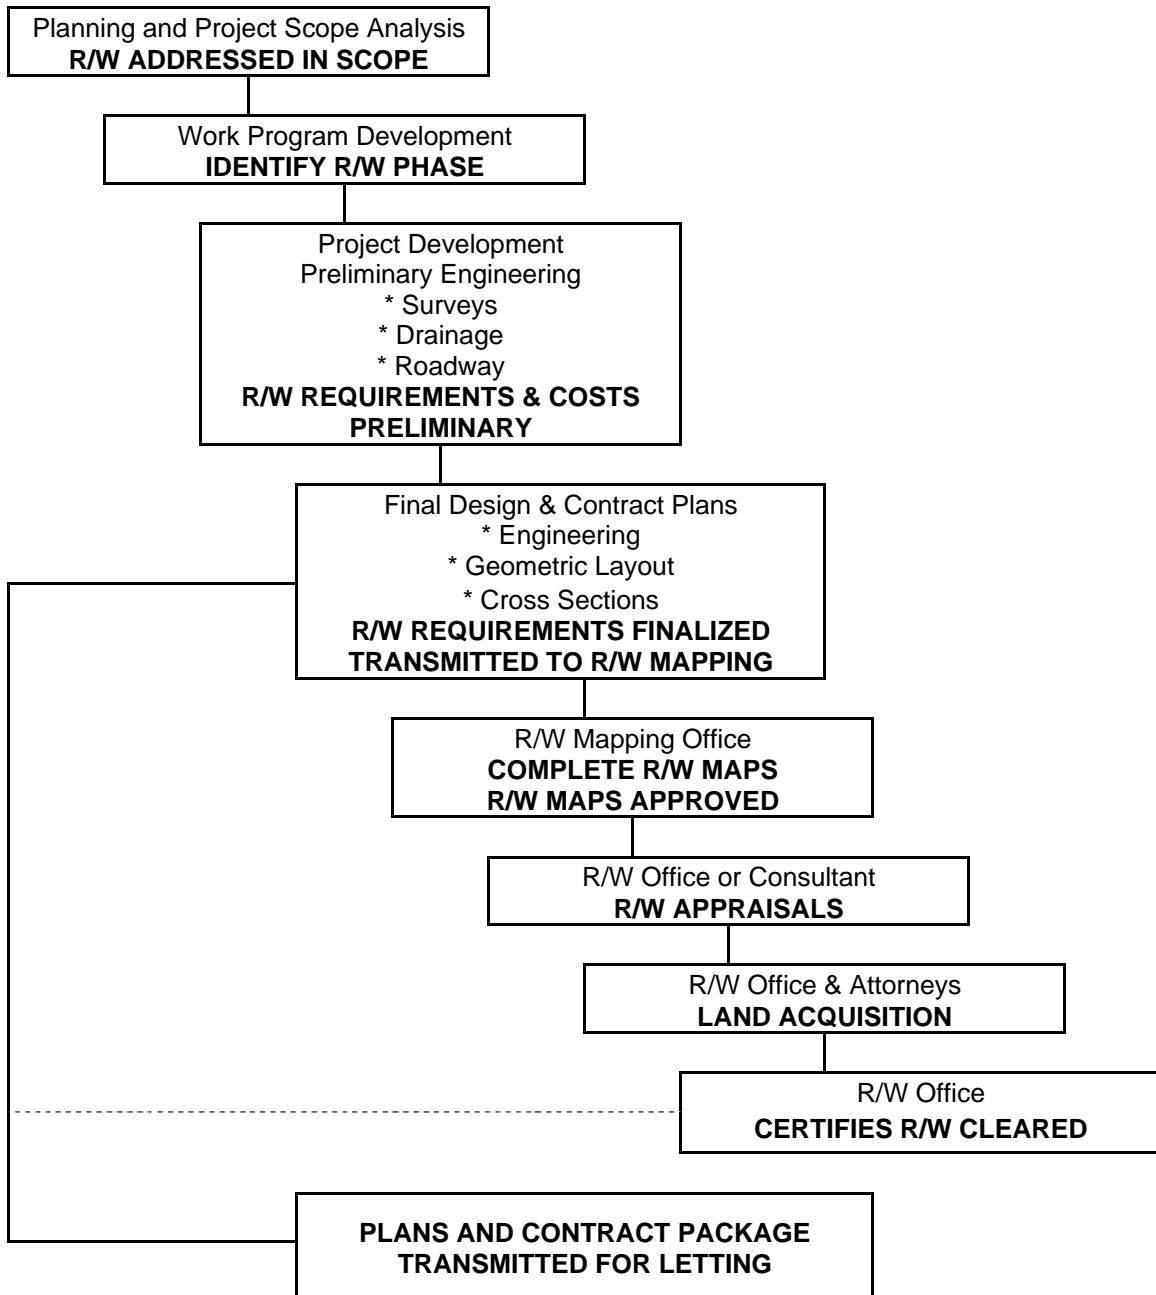 Planning and Project Scope Analysis
R/W ADDRESSED IN SCOPE
Work Program Development
IDENTIFY R/W PHASE
Project Development
Preliminary Engineering
* Surveys
* Drainage
* Roadway
R/W REQUIREMENTS & COSTS
PRELIMINARY
Final Design & Contract Plans
* Engineering
* Geometric Layout
* Cross Sections
R/W REQUIREMENTS FINALIZED
TRANSMITTED TO R/W MAPPING
R/W Mapping Office
COMPLETE R/W MAPS
R/W MAPS APPROVED
R/W Office or Consultant
R/W APPRAISALS
R/W Office & Attorneys
LAND ACQUISITION
R/W Office
CERTIFIES R/W CLEARED
PLANS AND CONTRACT PACKAGE
TRANSMITTED FOR LETTING